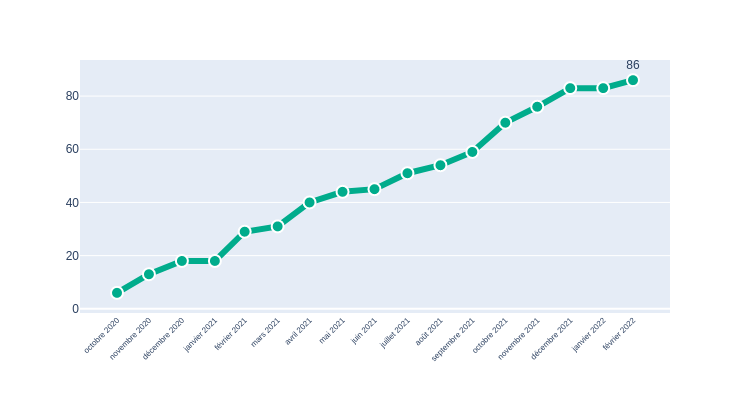 86
80
60
40
20
0
octobre 2020
novembre 2020
décembre 2020
janvier 2021
février 2021
mars 2021
avril 2021
mai 2021
juin 2021
juillet 2021
août 2021
septembre 2021
octobre 2021
novembre 2021
décembre 2021
janvier 2022
février 2022